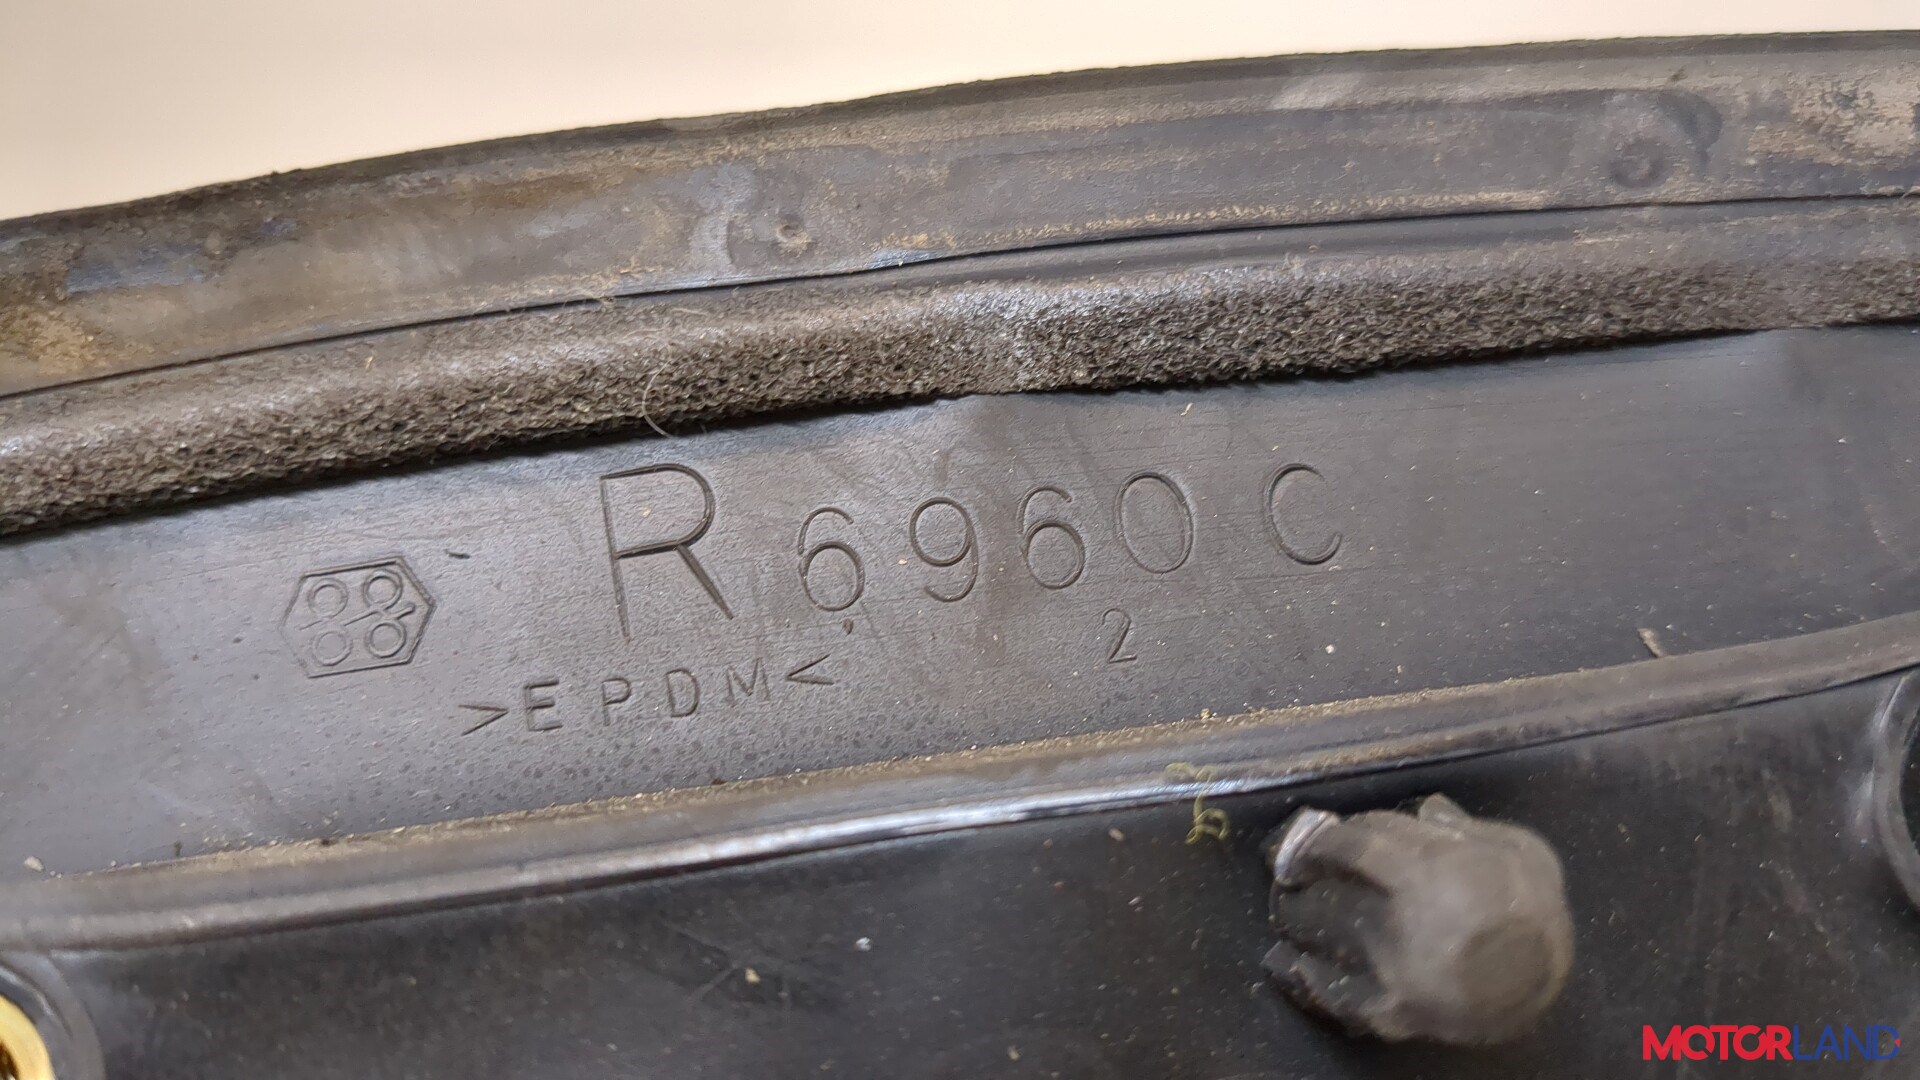 R 6960 C
>EPDM< 2
MOTORLAND